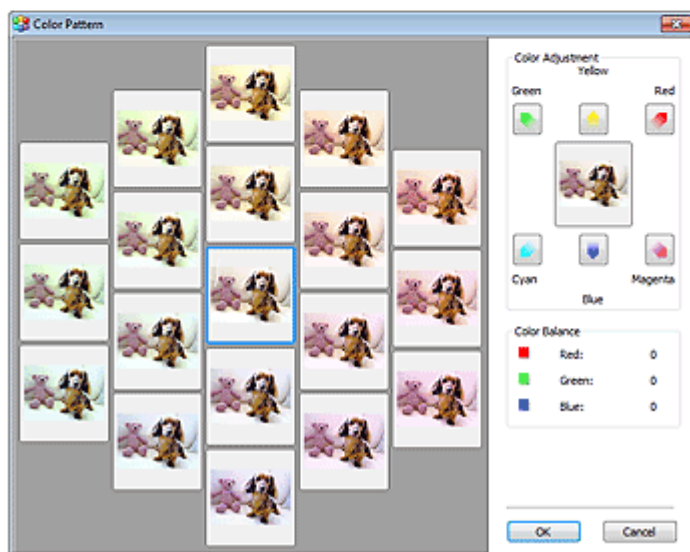 Color Pattern
Color Adjustment
Yellow
Green
Red
Cyan
Magenta
Blue
Color Balance
Red: 0
Green: 0
Blue: 0
OK
Cancel